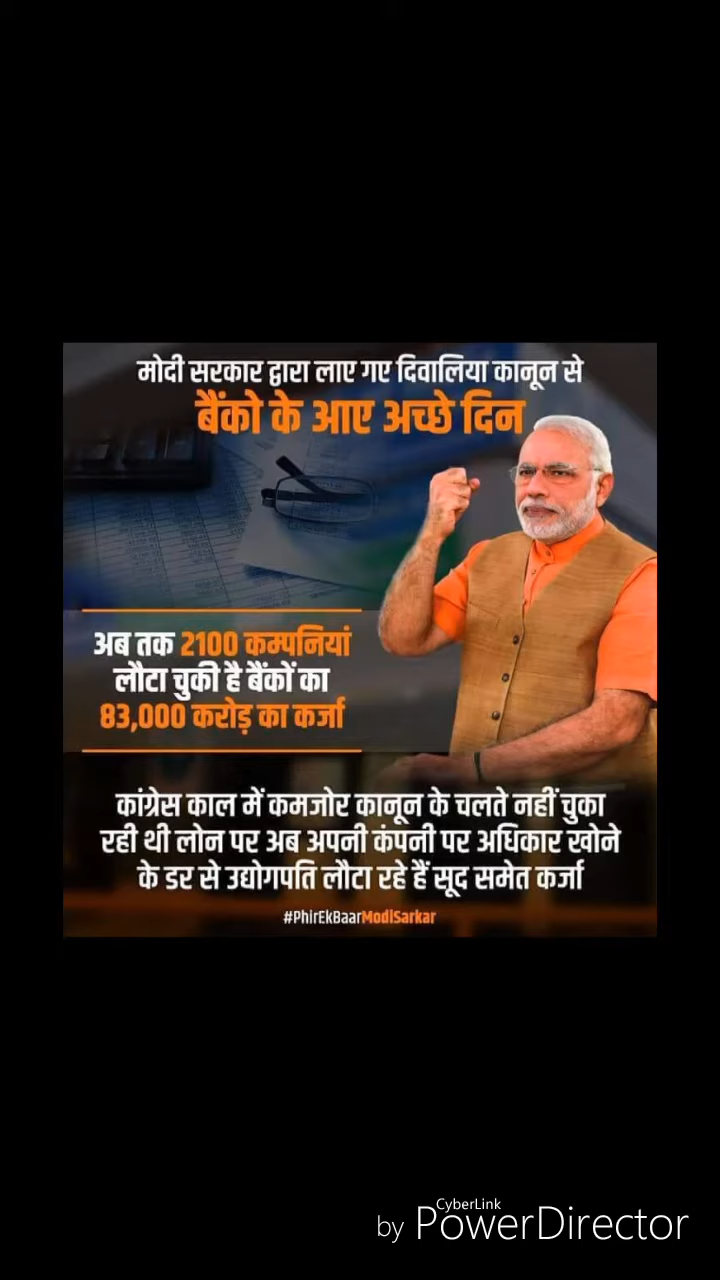 मोदी सरकार द्वारा लाए गए दिवालिया कानून से
बैंको के आए अच्छे दिन
अब तक 2100 कम्पनियां
लौटा चुकी है बैंकों का
83,000 करोड़ का कर्जा
कांग्रेस काल में कमजोर कानून के चलते नहीं चुका
रही थी लोन पर अब अपनी कंपनी पर अधिकार खोने
के डर से उद्योगपति लौटा रहे हैं सूद समेत कर्जा
#PhirEkBaarModiSarkar
CyberLink
by PowerDirector